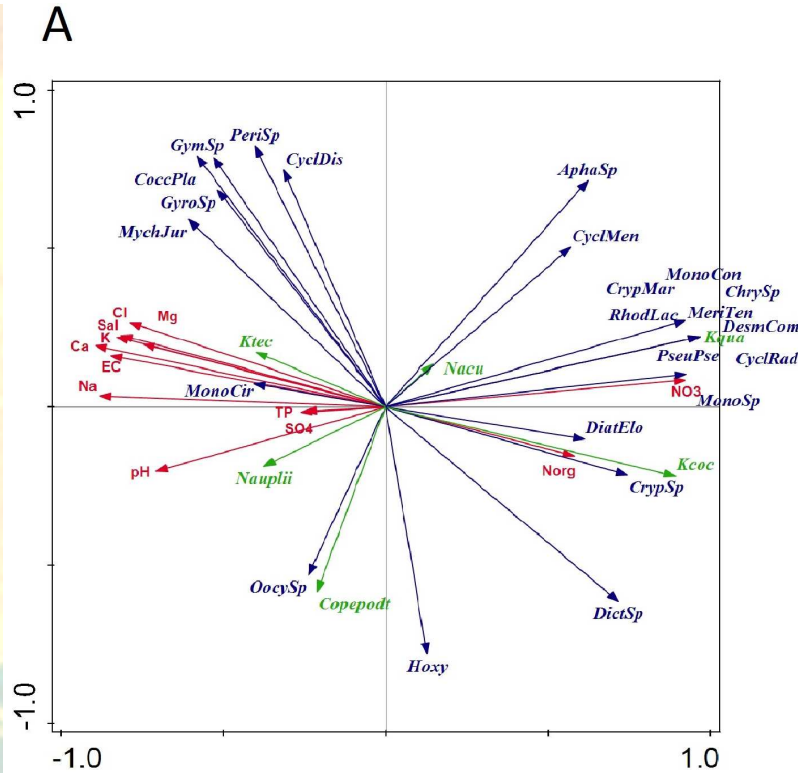 A
1.0
PeriSp
GymSp
CyclDis
CoccPla
GyroSp
MychJur
AphaSp
CyclMen
MonoCon
CrypMar
ChrySp
RhodLac
MeriTen
DesmCom
Kqua
PseuPse
CyclRad
NO3
MonoSp
Cl
Mg
Sal
K
Ca
EC
Na
Ktec
Nacu
MonoCir
TP
SO4
pH
Nauplii
DiatElo
Norg
Kcoc
CrypSp
OocySp
Copepodt
DictSp
Hoxy
-1.0
-1.0
1.0